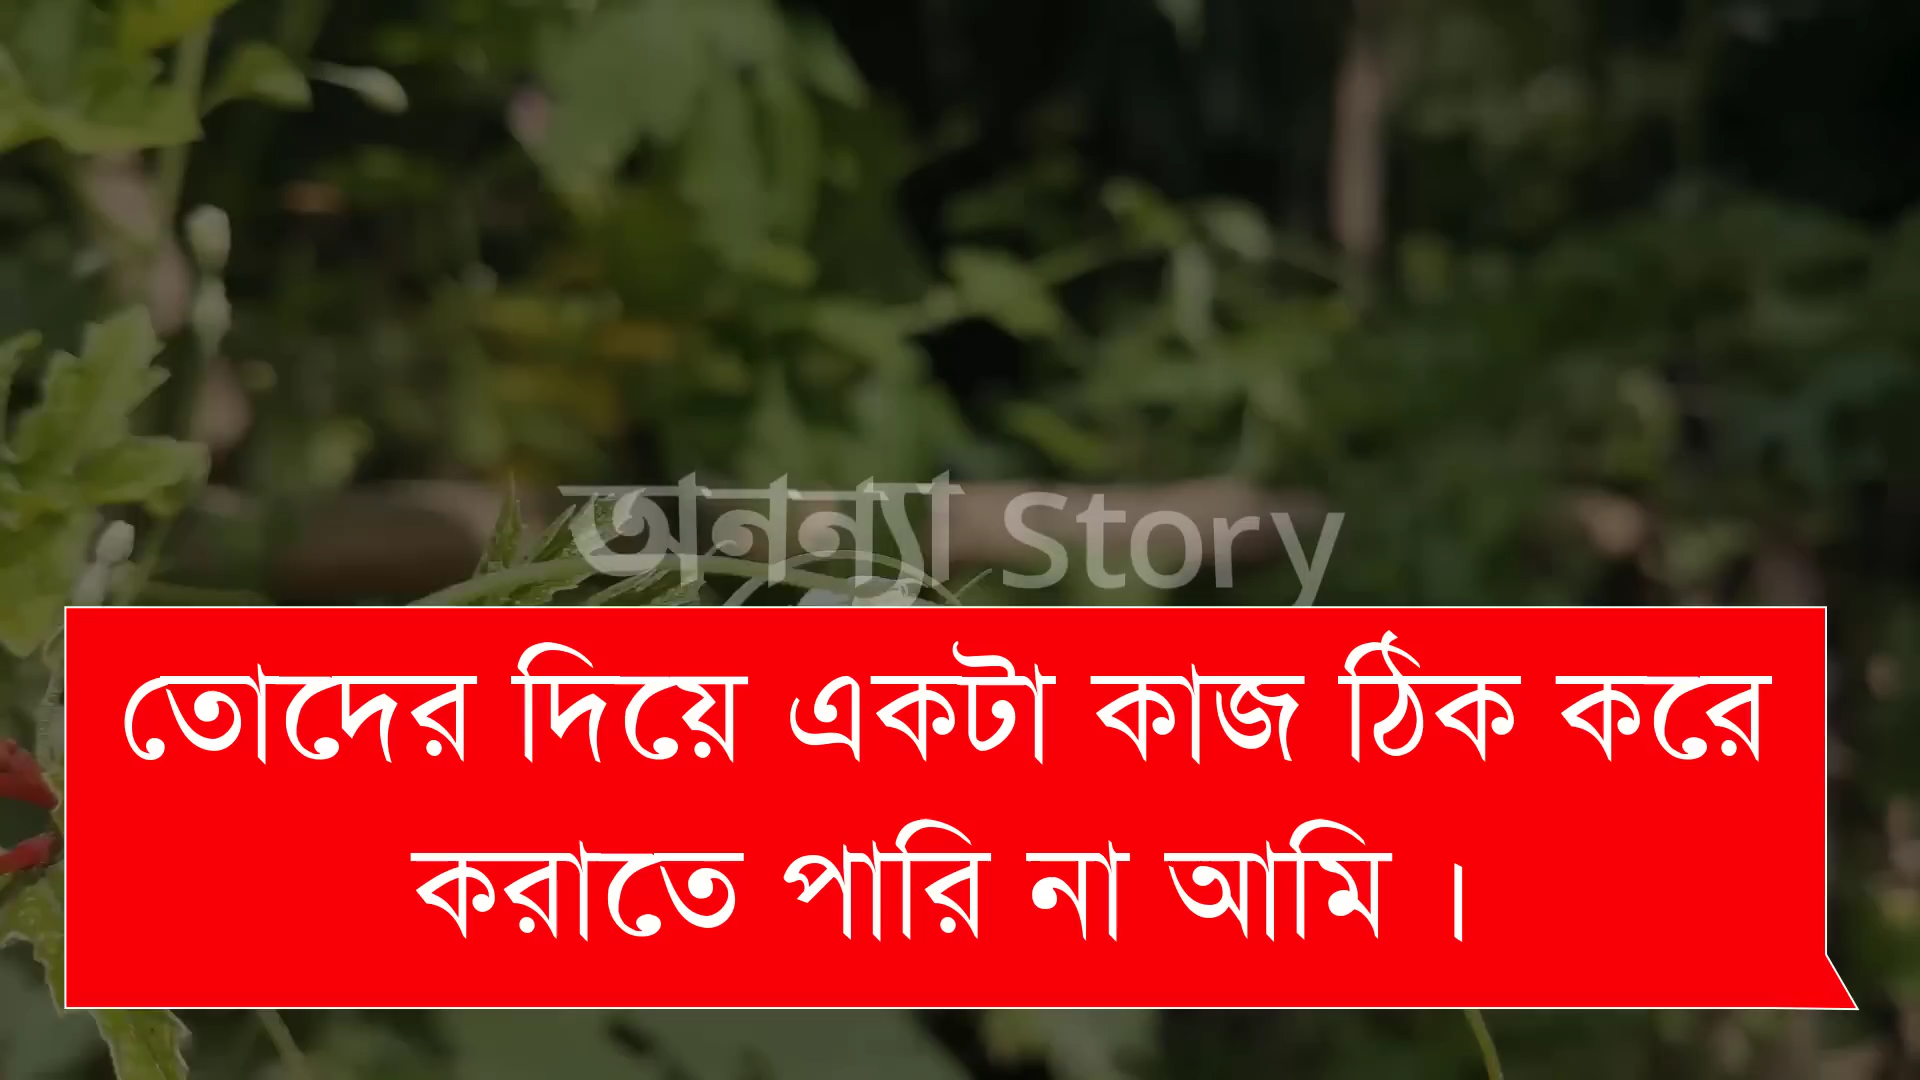 অনন্যা Story
তোদের দিয়ে একটা কাজ ঠিক করে
করাতে পারি না আমি ।